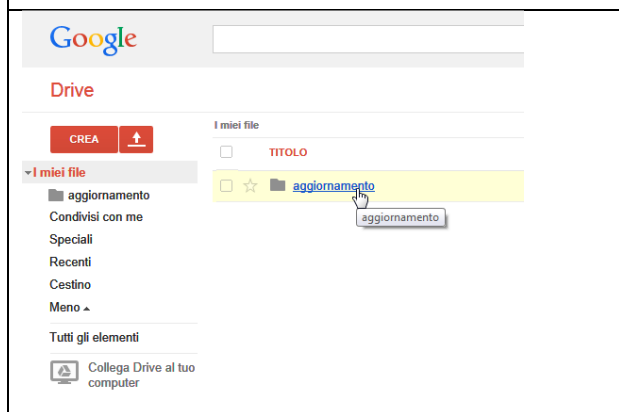 Google
Drive
CREA
I miei file
aggiornamento
Condivisi con me
Speciali
Recenti
Cestino
Meno
Tutti gli elementi
Collega Drive al tuo
computer
I miei file
TITOLO
aggiornamento
aggiornamento